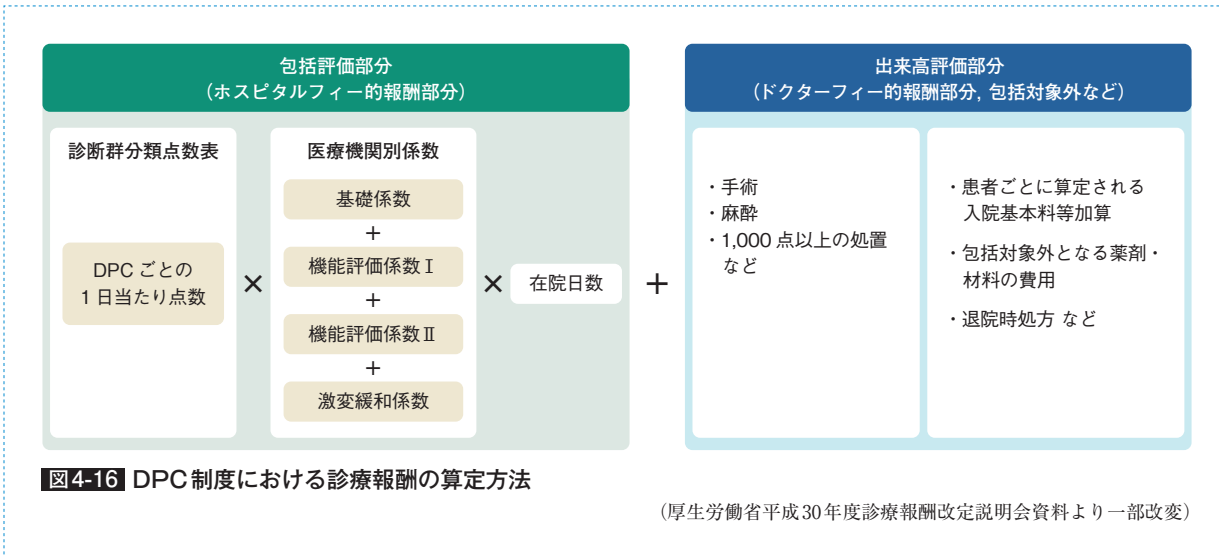 包括評価部分
（ホスピタルフィー的報酬部分）
診断群分類点数表
DPC ごとの
1 日当たり点数
×
医療機関別係数
基礎係数
＋
機能評価係数Ⅰ
＋
機能評価係数Ⅱ
＋
激変緩和係数
×
在院日数
＋
出来高評価部分
（ドクターフィー的報酬部分, 包括対象外など）
・手術
・麻酔
・1,000 点以上の処置
など
・患者ごとに算定される
入院基本料等加算
・包括対象外となる薬剤・
材料の費用
・退院時処方 など
図4-16 DPC制度における診療報酬の算定方法
（厚生労働省平成30年度診療報酬改定説明会資料より一部改変）